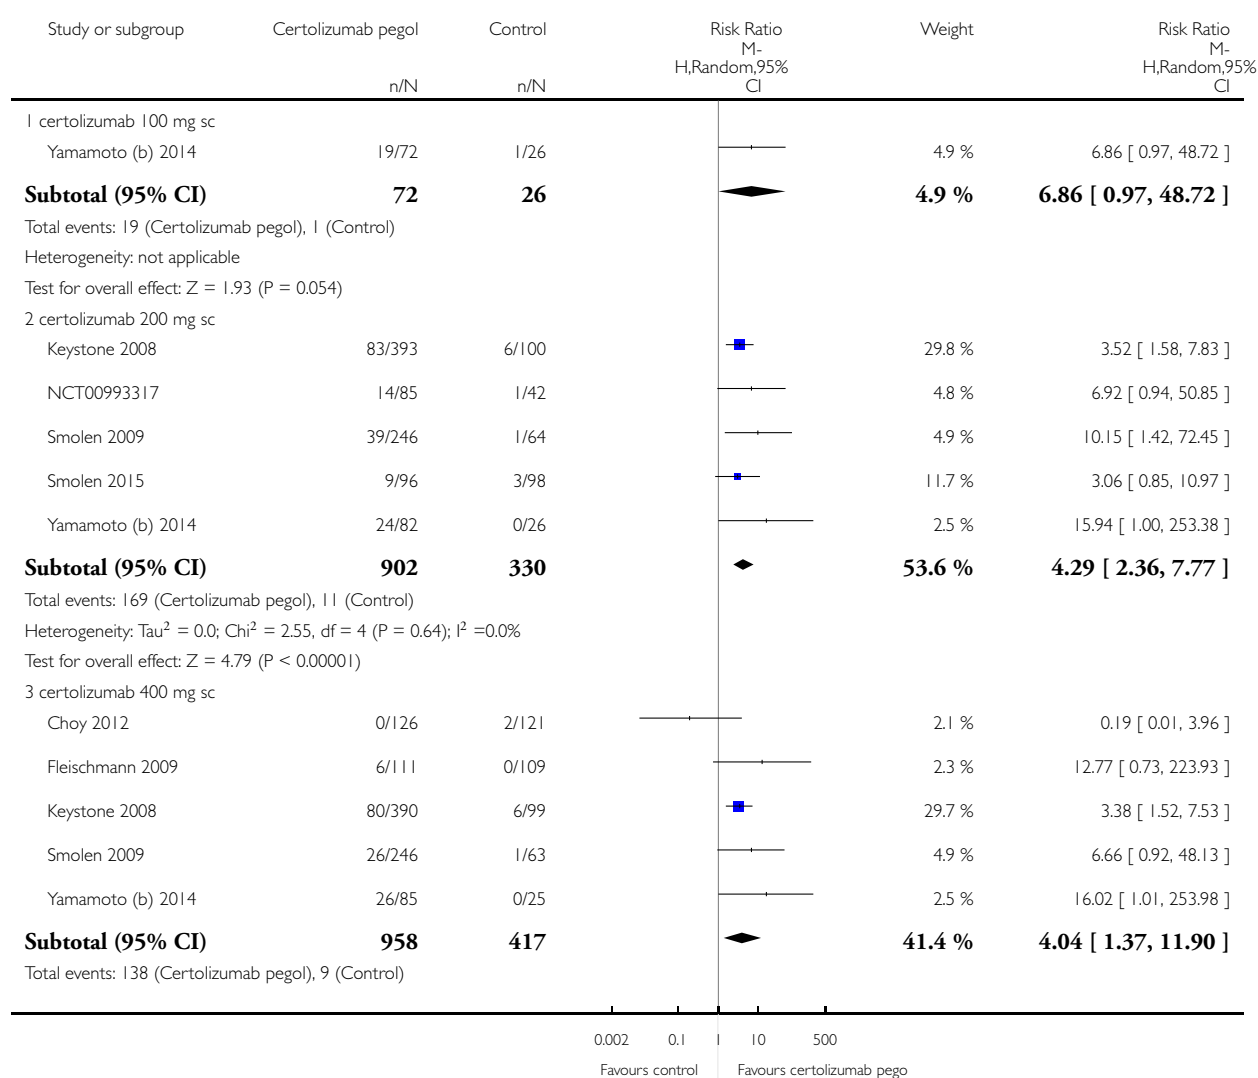 Study or subgroup Certolizumab pegol Control Risk Ratio Weight Risk Ratio
M- M-
H,Random,95% H,Random,95%
n/N n/N CI CI
1 certolizumab 100 mg sc
Yamamoto (b) 2014 19/72 1/26 4.9 % 6.86 [ 0.97, 48.72 ]
Subtotal (95% CI) 72 26 4.9 % 6.86 [ 0.97, 48.72 ]
Total events: 19 (Certolizumab pegol), 1 (Control)
Heterogeneity: not applicable
Test for overall effect: Z = 1.93 (P = 0.054)
2 certolizumab 200 mg sc
Keystone 2008 83/393 6/100 29.8 % 3.52 [ 1.58, 7.83 ]
NCT00993317 14/85 1/42 4.8 % 6.92 [ 0.94, 50.85 ]
Smolen 2009 39/246 1/64 4.9 % 10.15 [ 1.42, 72.45 ]
Smolen 2015 9/96 3/98 11.7 % 3.06 [ 0.85, 10.97 ]
Yamamoto (b) 2014 24/82 0/26 2.5 % 15.94 [ 1.00, 253.38 ]
Subtotal (95% CI) 902 330 53.6 % 4.29 [ 2.36, 7.77 ]
Total events: 169 (Certolizumab pegol), 11 (Control)
Heterogeneity: Tau² = 0.0; Chi² = 2.55, df = 4 (P = 0.64); I² =0.0%
Test for overall effect: Z = 4.79 (P < 0.00001)
3 certolizumab 400 mg sc
Choy 2012 0/126 2/121 2.1 % 0.19 [ 0.01, 3.96 ]
Fleischmann 2009 6/111 0/109 2.3 % 12.77 [ 0.73, 223.93 ]
Keystone 2008 80/390 6/99 29.7 % 3.38 [ 1.52, 7.53 ]
Smolen 2009 26/246 1/63 4.9 % 6.66 [ 0.92, 48.13 ]
Yamamoto (b) 2014 26/85 0/25 2.5 % 16.02 [ 1.01, 253.98 ]
Subtotal (95% CI) 958 417 41.4 % 4.04 [ 1.37, 11.90 ]
Total events: 138 (Certolizumab pegol), 9 (Control)
0.002 0.1 1 10 500
Favours control Favours certolizumab pego